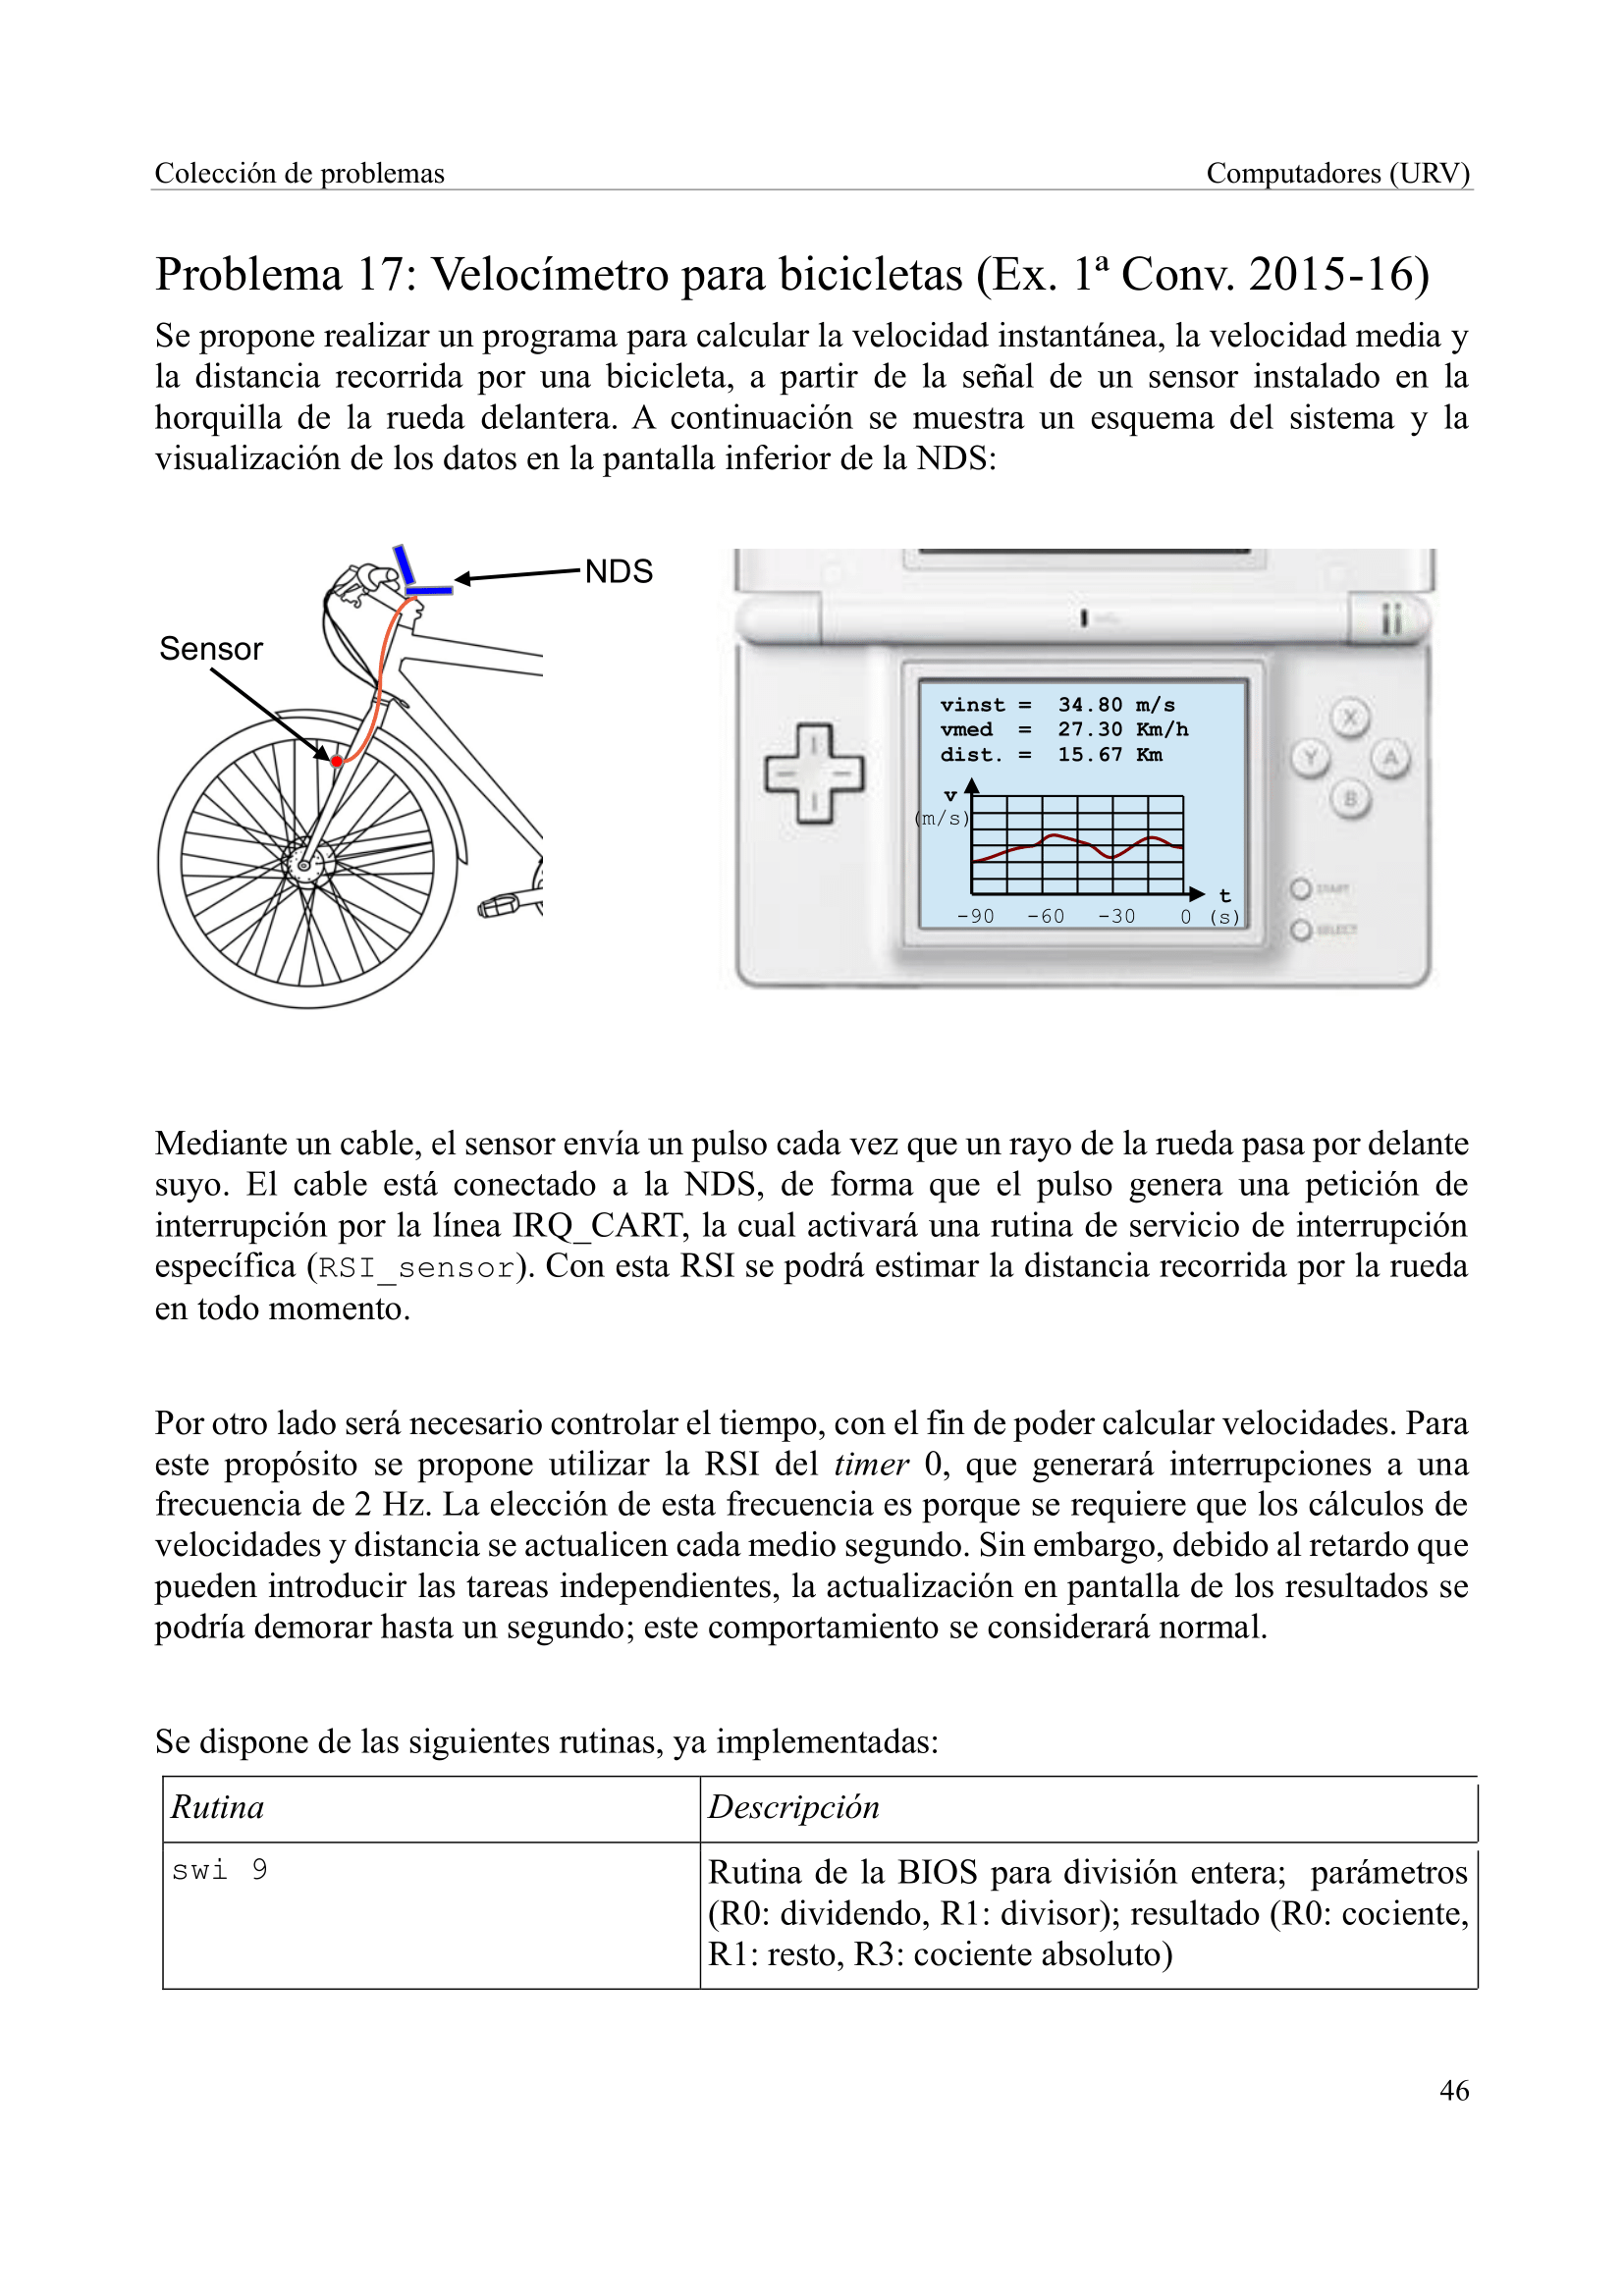 Colección de problemas
Computadores (URV)
Problema 17: Velocímetro para bicicletas (Ex. 1ª Conv. 2015-16)
Se propone realizar un programa para calcular la velocidad instantánea, la velocidad media y
la distancia recorrida por una bicicleta, a partir de la señal de un sensor instalado en la
horquilla de la rueda delantera. A continuación se muestra un esquema del sistema y la
visualización de los datos en la pantalla inferior de la NDS:
NDS
Sensor
vinst = 34.80 m/s
vmed = 27.30 Km/h
dist. = 15.67 Km
v
(m/s)
t
-90 -60 -30 0 (s)
X
Y
A
B
START
SELECT
Mediante un cable, el sensor envía un pulso cada vez que un rayo de la rueda pasa por delante
suyo. El cable está conectado a la NDS, de forma que el pulso genera una petición de
interrupción por la línea IRQ_CART, la cual activará una rutina de servicio de interrupción
específica (RSI_sensor). Con esta RSI se podrá estimar la distancia recorrida por la rueda
en todo momento.
Por otro lado será necesario controlar el tiempo, con el fin de poder calcular velocidades. Para
este propósito se propone utilizar la RSI del timer 0, que generará interrupciones a una
frecuencia de 2 Hz. La elección de esta frecuencia es porque se requiere que los cálculos de
velocidades y distancia se actualicen cada medio segundo. Sin embargo, debido al retardo que
pueden introducir las tareas independientes, la actualización en pantalla de los resultados se
podría demorar hasta un segundo; este comportamiento se considerará normal.
Se dispone de las siguientes rutinas, ya implementadas:
Rutina
Descripción
swi 9
Rutina de la BIOS para división entera; parámetros
(R0: dividendo, R1: divisor); resultado (R0: cociente,
R1: resto, R3: cociente absoluto)
46